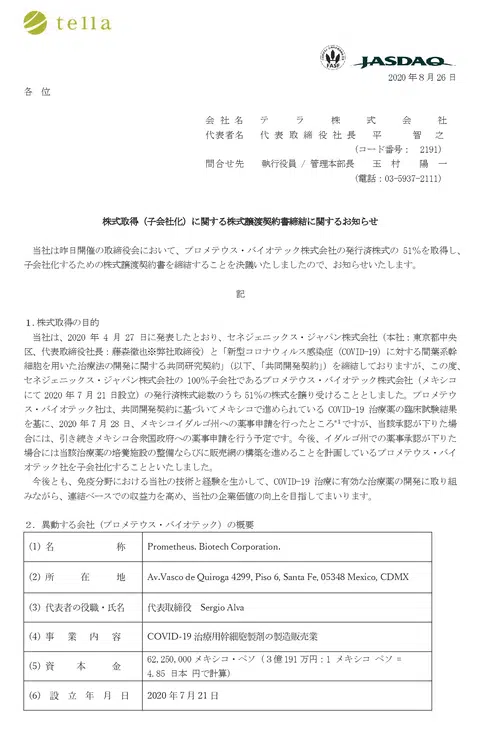 tella
FASF
JASDAQ
2020年8月26日
各 位
会社名 テラ株式会社
代表者名 代表取締役社長 平 智之
(コード番号: 2191)
問合せ先 執行役員 / 管理本部長 玉村 陽一
(電話:03-5937-2111)
株式取得(子会社化)に関する株式譲渡契約書締結に関するお知らせ
当社は昨日開催の取締役会において、プロメテウス・バイオテック株式会社の発行済株式の 51%を取得し、
子会社化するための株式譲渡契約書を締結することを決議いたしましたので、お知らせいたします。
記
1.株式取得の目的
当社は、2020 年 4 月 27 日に発表したとおり、セネジェニックス・ジャパン株式会社(本社:東京都中央
区、代表取締役社長:藤森徹也※弊社取締役)と「新型コロナウィルス感染症(COVID-19)に対する間葉系幹
細胞を用いた治療法の開発に関する共同研究契約」(以下、「共同開発契約」)を締結しておりますが、この度、
セネジェニックス・ジャパン株式会社の 100%子会社であるプロメテウス・バイオテック株式会社(メキシコ
にて 2020 年 7 月 21 日設立)の発行済株式総数のうち 51%の株式を譲り受けることとしました。プロメテウ
ス・バイオテック社は、共同開発契約に基づいてメキシコで進められている COVID-19 治療薬の臨床試験結果
を基に、2020 年 7 月 28 日、メキシコイダルゴ州への薬事申請を行ったところ*¹ですが、当該承認が下りた場
合には、引き続きメキシコ合衆国政府への薬事申請を行う予定です。今後、イダルゴ州での薬事承認が下りた
場合には当該治療薬の培養施設の整備ならびに販売網の構築を進めることを計画しているプロメテウス・バイ
オテック社を子会社化することといたしました。
今後とも、免疫分野における当社の技術と経験を生かして、COVID-19 治療に有効な治療薬の開発に取り組
みながら、連結ベースでの収益力を高め、当社の企業価値の向上を目指してまいります。
2. 異動する会社(プロメテウス・バイオテック)の概要
(1) 名称 Prometheus. Biotech Corporation.
(2) 所在地 Av.Vasco de Quiroga 4299, Piso 6, Santa Fe, 05348 Mexico, CDMX
(3) 代表者の役職・氏名 代表取締役 Sergio Alva
(4) 事業内容 COVID-19 治療用幹細胞製剤の製造販売業
(5) 資本金 62,250,000 メキシコ・ペソ(3億191万円:1 メキシコ ペソ =
4.85 日本 円で計算)
(6) 設立年月日 2020年7月21日